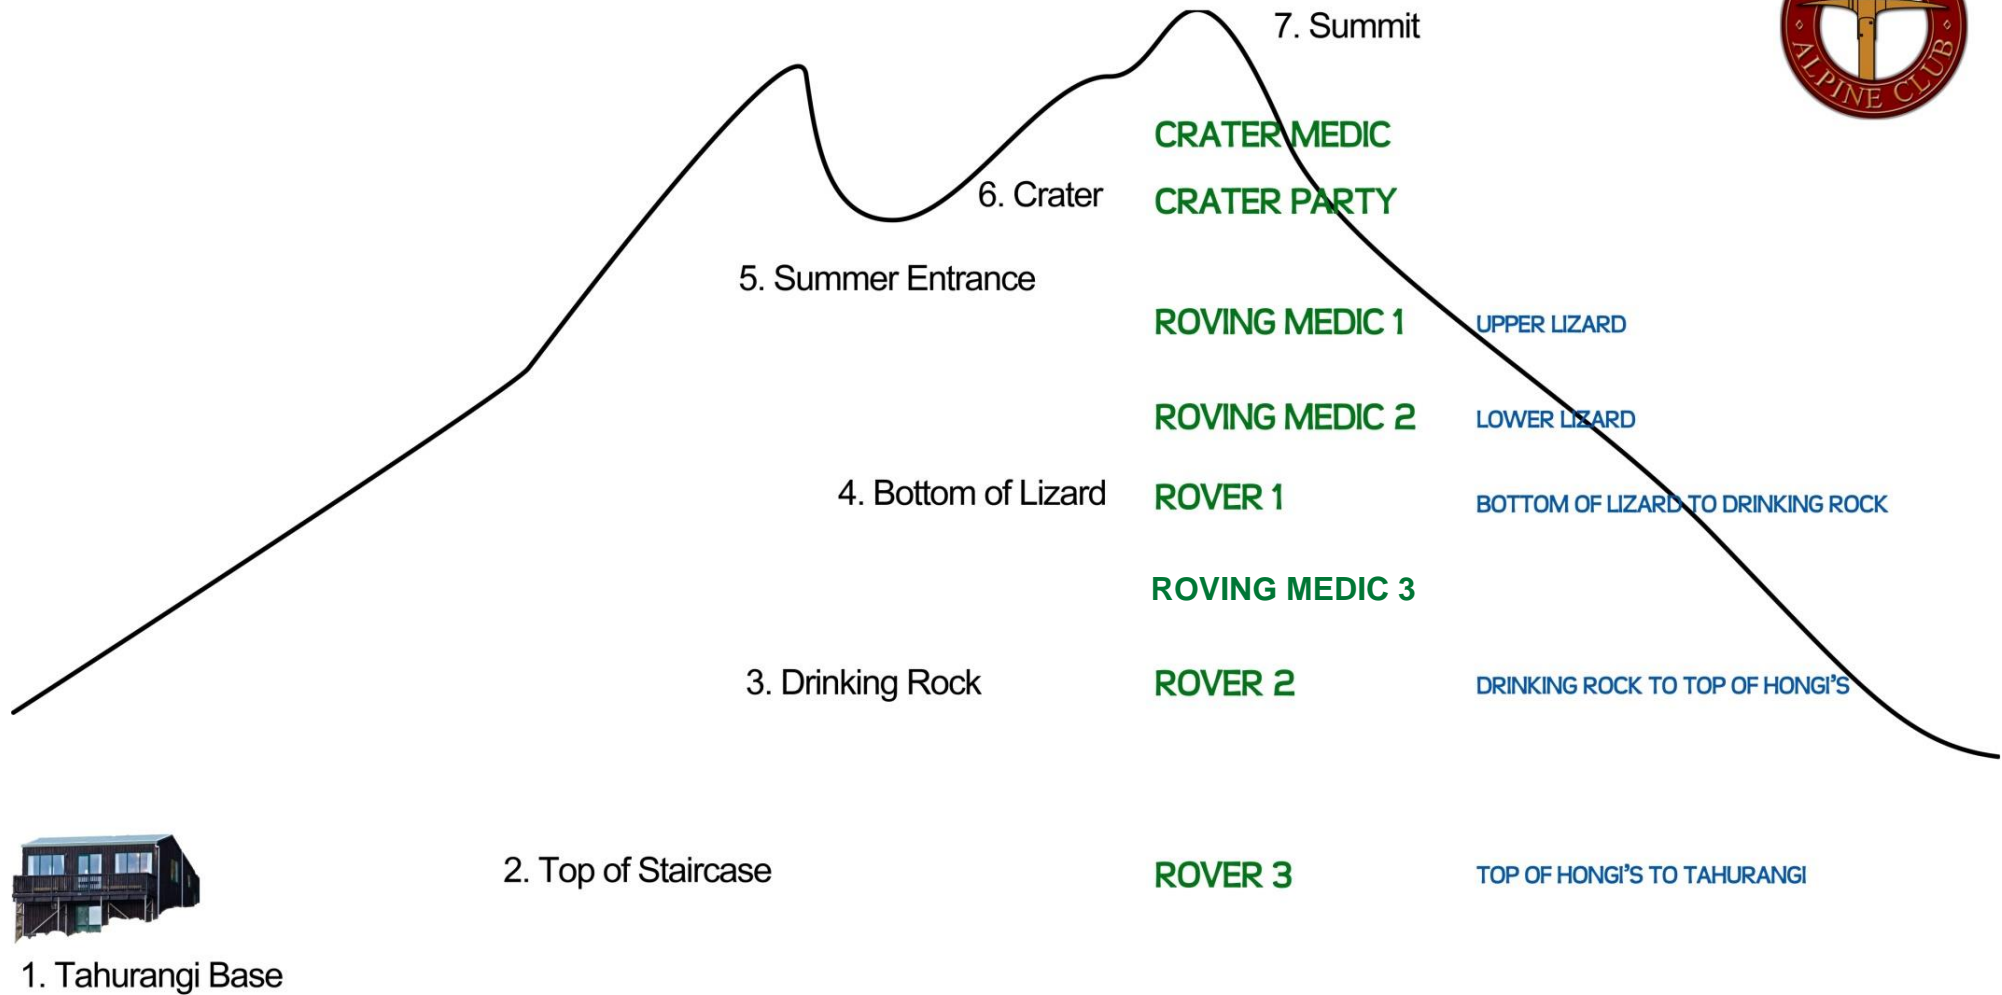 7. Summit
ALPINE CLUB
CRATER MEDIC
6. Crater
CRATER PARTY
5. Summer Entrance
ROVING MEDIC 1
UPPER LIZARD
ROVING MEDIC 2
LOWER LIZARD
4. Bottom of Lizard
ROVER 1
BOTTOM OF LIZARD TO DRINKING ROCK
ROVING MEDIC 3
3. Drinking Rock
ROVER 2
DRINKING ROCK TO TOP OF HONGI'S
2. Top of Staircase
ROVER 3
TOP OF HONGI'S TO TAHURANGI
1. Tahurangi Base